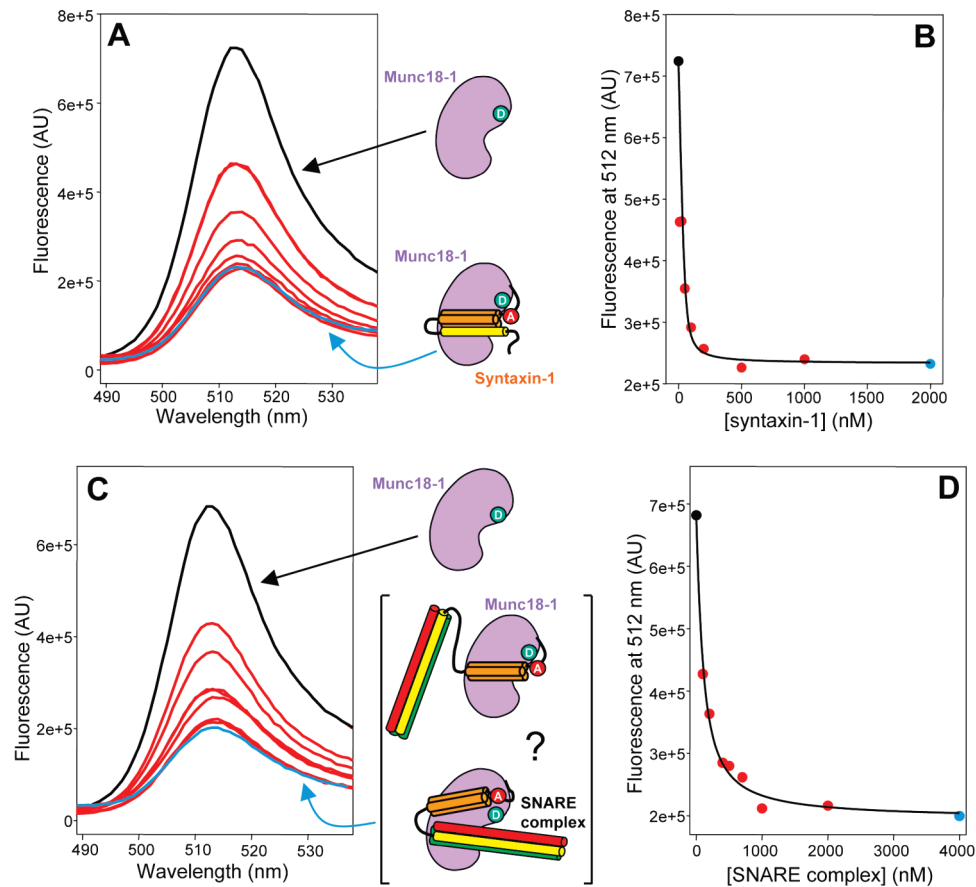 A
8e+5
6e+5
4e+5
2e+5
0
Fluorescence (AU)
490 500 510 520 530
Wavelength (nm)
Munc18-1
D
Munc18-1
D
A
Syntaxin-1
B
7e+5
6e+5
5e+5
4e+5
3e+5
2e+5
Fluorescence at 512 nm (AU)
0 500 1000 1500 2000
[syntaxin-1] (nM)
C
6e+5
4e+5
2e+5
0
Fluorescence (AU)
490 500 510 520 530
Wavelength (nm)
Munc18-1
D
Munc18-1
D
A
?
A
D
SNARE
complex
D
7e+5
6e+5
5e+5
4e+5
3e+5
2e+5
Fluorescence at 512 nm (AU)
0 1000 2000 3000 4000
[SNARE complex] (nM)